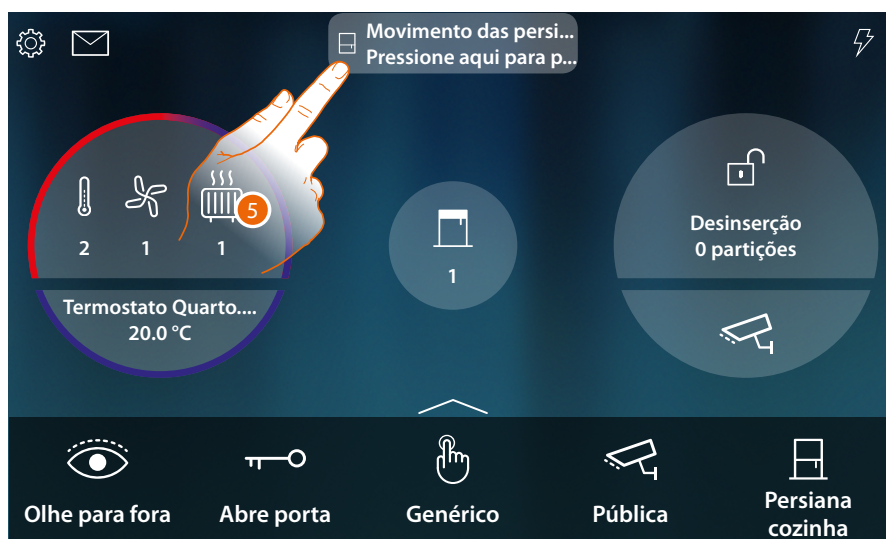 Movimento das persi...
Pressione aqui para p...
2
1
1
5
Termostato Quarto....
20.0 °C
1
Desinserção
0 partições
Olhe para fora
Abre porta
Genérico
Pública
Persiana
cozinha